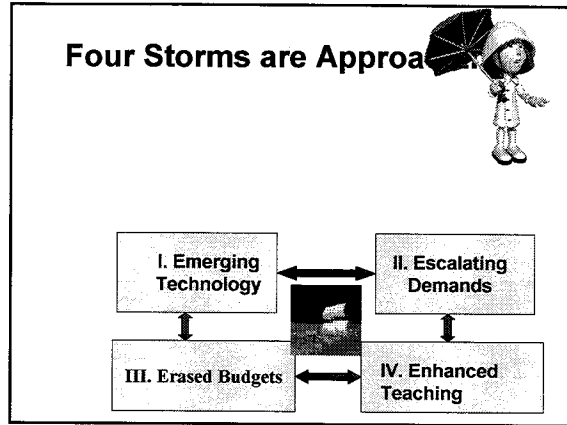 Four Storms are Approa
I. Emerging
Technology
II. Escalating
Demands
III. Erased Budgets
IV. Enhanced
Teaching